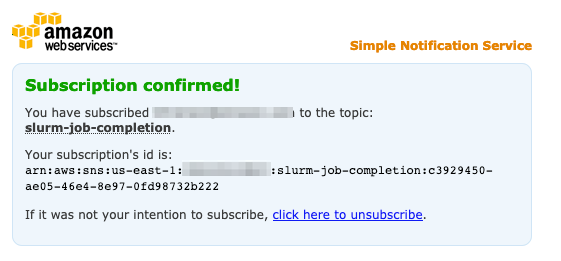 amazon
webservices™
Simple Notification Service
Subscription confirmed!
You have subscribed to the topic:
slurm-job-completion.
Your subscription's id is:
arn:aws:sns:us-east-1: :slurm-job-completion:c3929450-
ae05-46e4-8e97-0fd98732b222
If it was not your intention to subscribe, click here to unsubscribe.